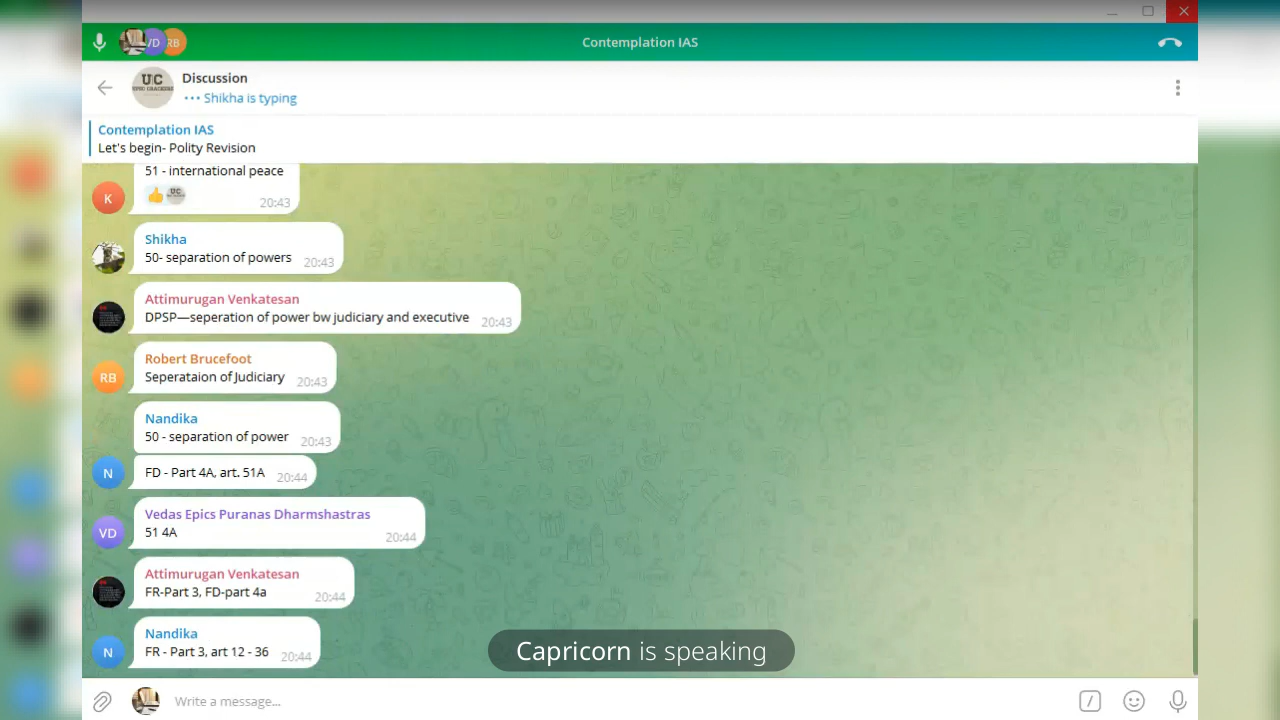 VD
RB
Contemplation IAS
UC
Discussion
Shikha is typing
Contemplation IAS
Let's begin- Polity Revision
51 - international peace
UC
20:43
K
Shikha
50- separation of powers
20:43
Attimurugan Venkatesan
DPSP—seperation of power bw judiciary and executive
20:43
Robert Brucefoot
Seperataion of Judiciary
20:43
RB
Nandika
50 - separation of power
20:43
N
FD - Part 4A, art. 51A
20:44
Vedas Epics Puranas Dharmshastras
51 4A
20:44
VD
Attimurugan Venkatesan
FR-Part 3, FD-part 4a
20:44
Nandika
FR - Part 3, art 12 - 36
20:44
N
Capricorn is speaking
Write a message...